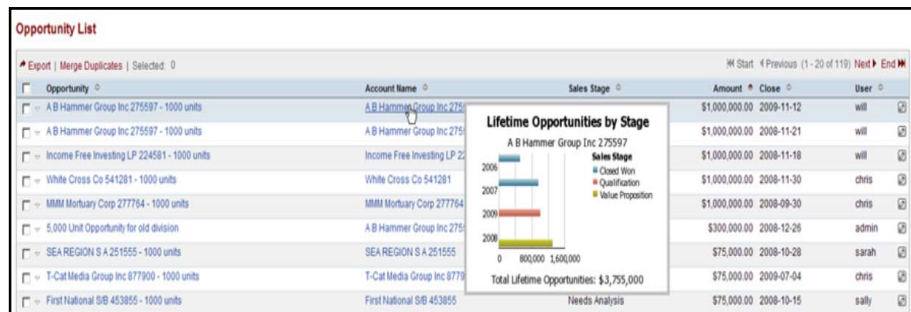 Opportunity List
Export | Merge Duplicates | Selected: 0 Start Previous (1 - 20 of 119) Next End
Opportunity Account Name Sales Stage Amount Close User
A B Hammer Group Inc 275597 - 1000 units A B Hammer Group Inc 275 $1,000,000.00 2009-11-12 will
A B Hammer Group Inc 275597 - 1000 units A B Hammer Group Inc 275 $1,000,000.00 2008-11-21 will
Income Free Investing LP 224581 - 1000 units Income Free Investing LP 22 $1,000,000.00 2008-11-18 will
White Cross Co 541281 - 1000 units White Cross Co 541281 $1,000,000.00 2008-11-30 chris
MMM Mortuary Corp 277764 - 1000 units MMM Mortuary Corp 277764 $1,000,000.00 2008-09-30 chris
5,000 Unit Opportunity for old division A B Hammer Group Inc 275 $300,000.00 2008-12-26 admin
SEA REGION S A 251555 - 1000 units SEA REGION S A 251555 $75,000.00 2008-10-28 sarah
T-Cat Media Group Inc 877900 - 1000 units T-Cat Media Group Inc 8779 $75,000.00 2009-07-04 chris
First National S/B 453855 - 1000 units First National S/B 453855 Needs Analysis $75,000.00 2008-10-15 sally
Lifetime Opportunities by Stage
A B Hammer Group Inc 275597
Sales Stage
Closed Won
Qualification
Value Proposition
2006
2007
2009
2008
0 800,000 1,600,000
Total Lifetime Opportunities: $3,755,000